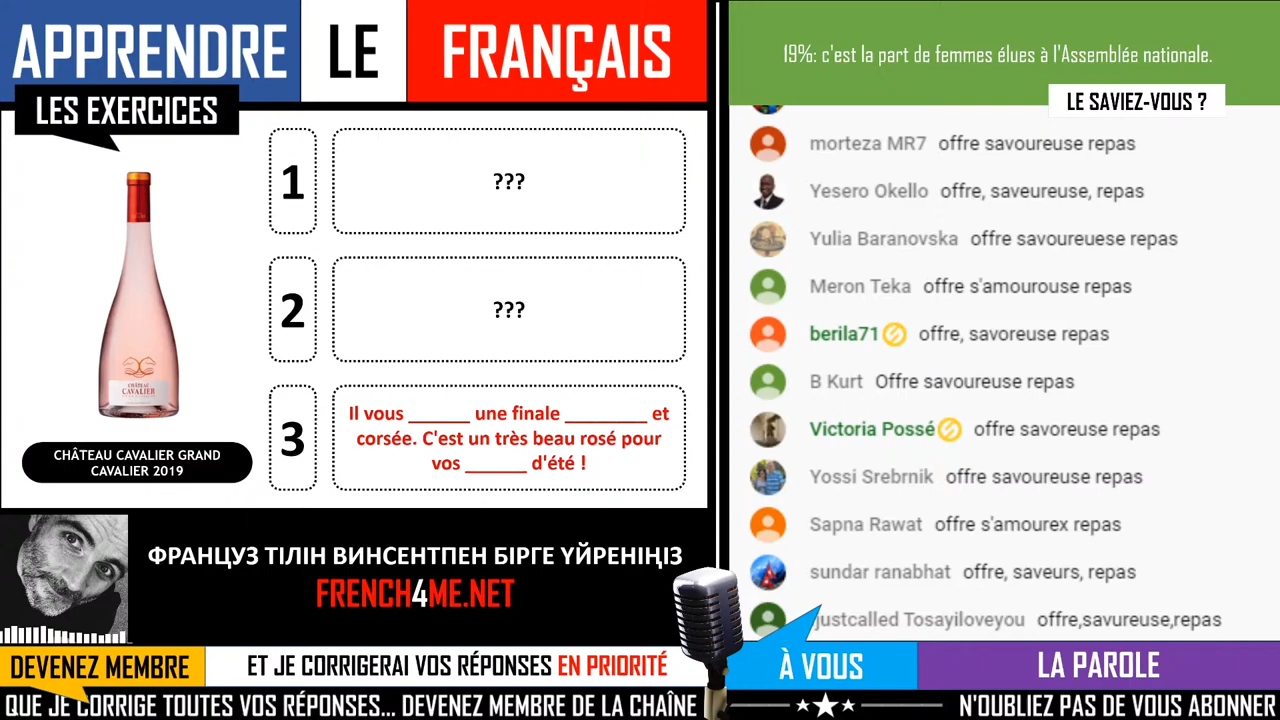 APPRENDRE LE FRANÇAIS
LES EXERCICES
CHÂTEAU
CAVALIER
CHÂTEAU CAVALIER GRAND
CAVALIER 2019
1
???
2
???
3
Il vous ______ une finale ________ et
corsée. C'est un très beau rosé pour
vos ______ d'été !
ФРАНЦУЗ ТІЛІН ВИНСЕНТПЕН БІРГЕ ҮЙРЕНІҢІЗ
FRENCH4ME.NET
DEVENEZ MEMBRE
ET JE CORRIGERAI VOS RÉPONSES EN PRIORITÉ
QUE JE CORRIGE TOUTES VOS RÉPONSES... DEVENEZ MEMBRE DE LA CHAÎNE
19%: c'est la part de femmes élues à l'Assemblée nationale.
LE SAVIEZ-VOUS ?
morteza MR7 offre savoureuse repas
Yesero Okello offre, saveureuse, repas
Yulia Baranovska offre savoureuese repas
Meron Teka offre s'amourouse repas
berila71 offre, savoreuse repas
B Kurt Offre savoureuse repas
Victoria Possé offre savoreuse repas
Yossi Srebrnik offre savoureuse repas
Sapna Rawat offre s'amourex repas
sundar ranabhat offre, saveurs, repas
justcalled Tosayiloveyou offre,savureuse,repas
À VOUS
LA PAROLE
N'OUBLIEZ PAS DE VOUS ABONNER